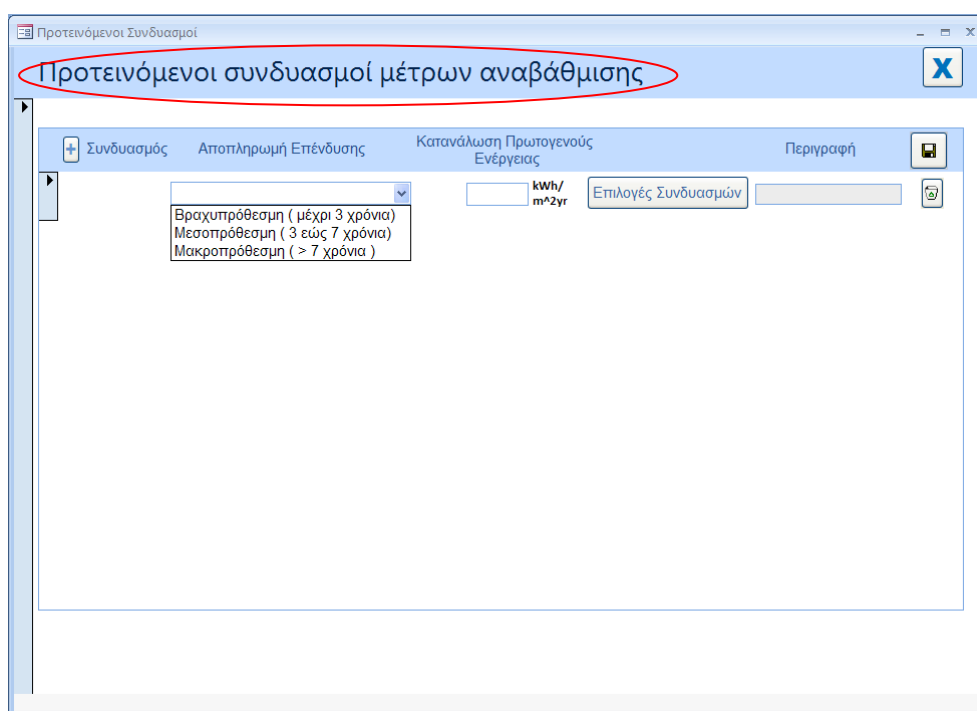 Προτεινόμενοι Συνδυασμοί
Προτεινόμενοι συνδυασμοί μέτρων αναβάθμισης
X
Συνδυασμός Αποπληρωμή Επένδυσης Κατανάλωση Πρωτογενούς Ενέργειας Περιγραφή
kWh/
m^2yr
Επιλογές Συνδυασμών
Βραχυπρόθεσμη ( μέχρι 3 χρόνια)
Μεσοπρόθεσμη ( 3 εώς 7 χρόνια)
Μακροπρόθεσμη ( > 7 χρόνια )